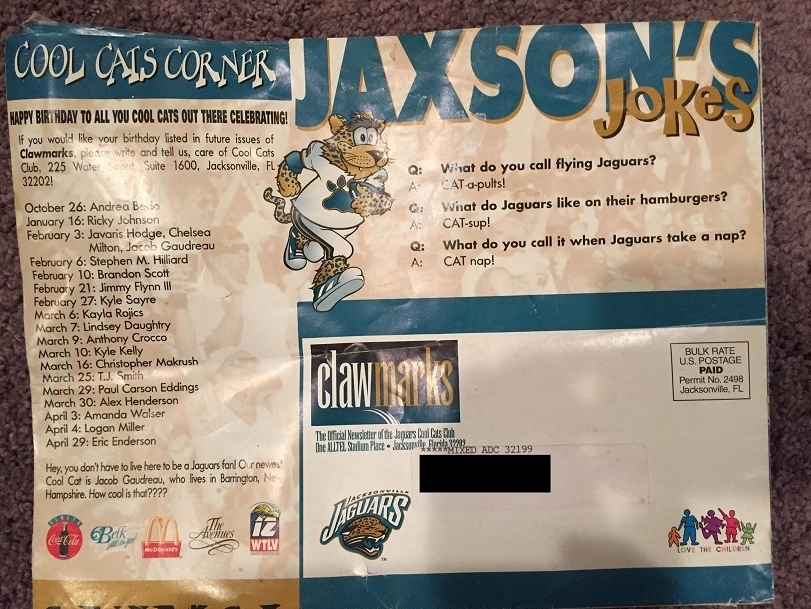 COOL CATS CORNER
HAPPY BIRTHDAY TO ALL YOU COOL CATS OUT THERE CELEBRATING!
If you would like your birthday listed in future issues of
Clawmarks, please write and tell us, care of Cool Cats
Club, 225 Water Street, Suite 1600, Jacksonville, FL
32202!
October 26: Andrea Bedo
January 16: Ricky Johnson
February 3: Javaris Hodge, Chelsea
Milton, Jacob Gaudreau
February 6: Stephen M. Hilliard
February 10: Brandon Scott
February 21: Jimmy Flynn III
February 27: Kyle Sayre
March 6: Kayla Rojics
March 7: Lindsey Daughtry
March 9: Anthony Crocco
March 10: Kyle Kelly
March 16: Christopher Makrush
March 25: T.J. Smith
March 29: Paul Carson Eddings
March 30: Alex Henderson
April 3: Amanda Walser
April 4: Logan Miller
April 29: Eric Enderson
Hey, you don't have to live here to be a Jaguars fan! Our newest
Cool Cat is Jacob Gaudreau, who lives in Barrington, New
Hampshire. How cool is that????
Coca-Cola
Belk
McDonald's
The
Avenues
12
WTLV
JAXSON'S
JOKES
Q: What do you call flying Jaguars?
A: CAT-a-pults!
Q: What do Jaguars like on their hamburgers?
A: CAT-sup!
Q: What do you call it when Jaguars take a nap?
A: CAT nap!
clawmarks
The Official Newsletter of the Jaguars Cool Cats Club
One ALLTEL Stadium Place • Jacksonville, Florida 32202
BULK RATE
U.S. POSTAGE
PAID
Permit No. 2498
Jacksonville, FL
*****MIXED ADC 32199
JACKSONVILLE
JAGUARS
TM
LOVE THE CHILDREN